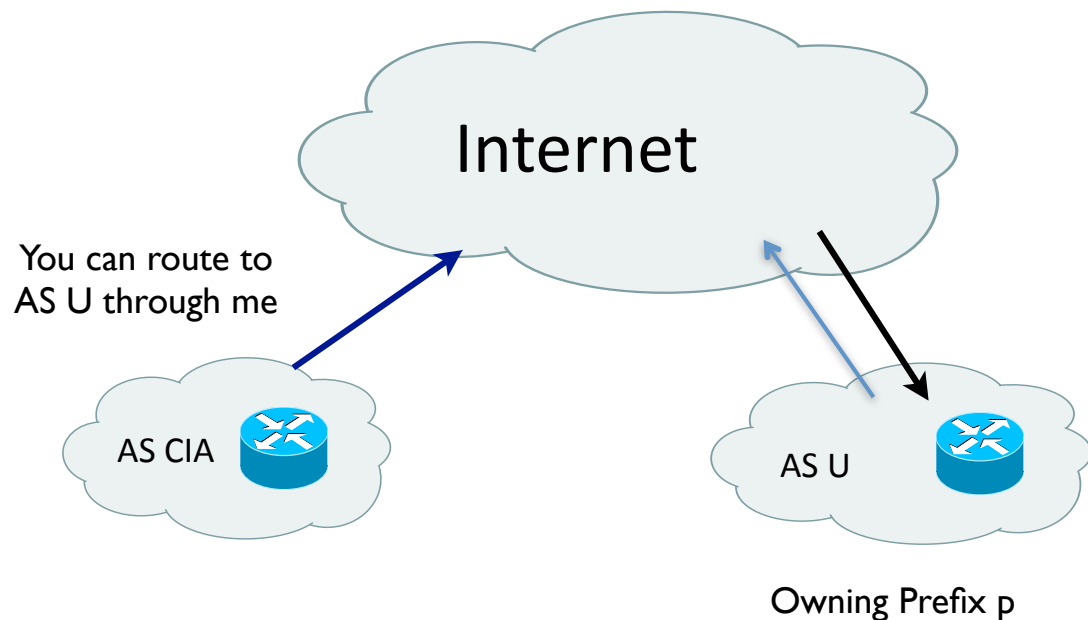 Internet
You can route to
AS U through me
AS CIA
AS U
Owning Prefix p